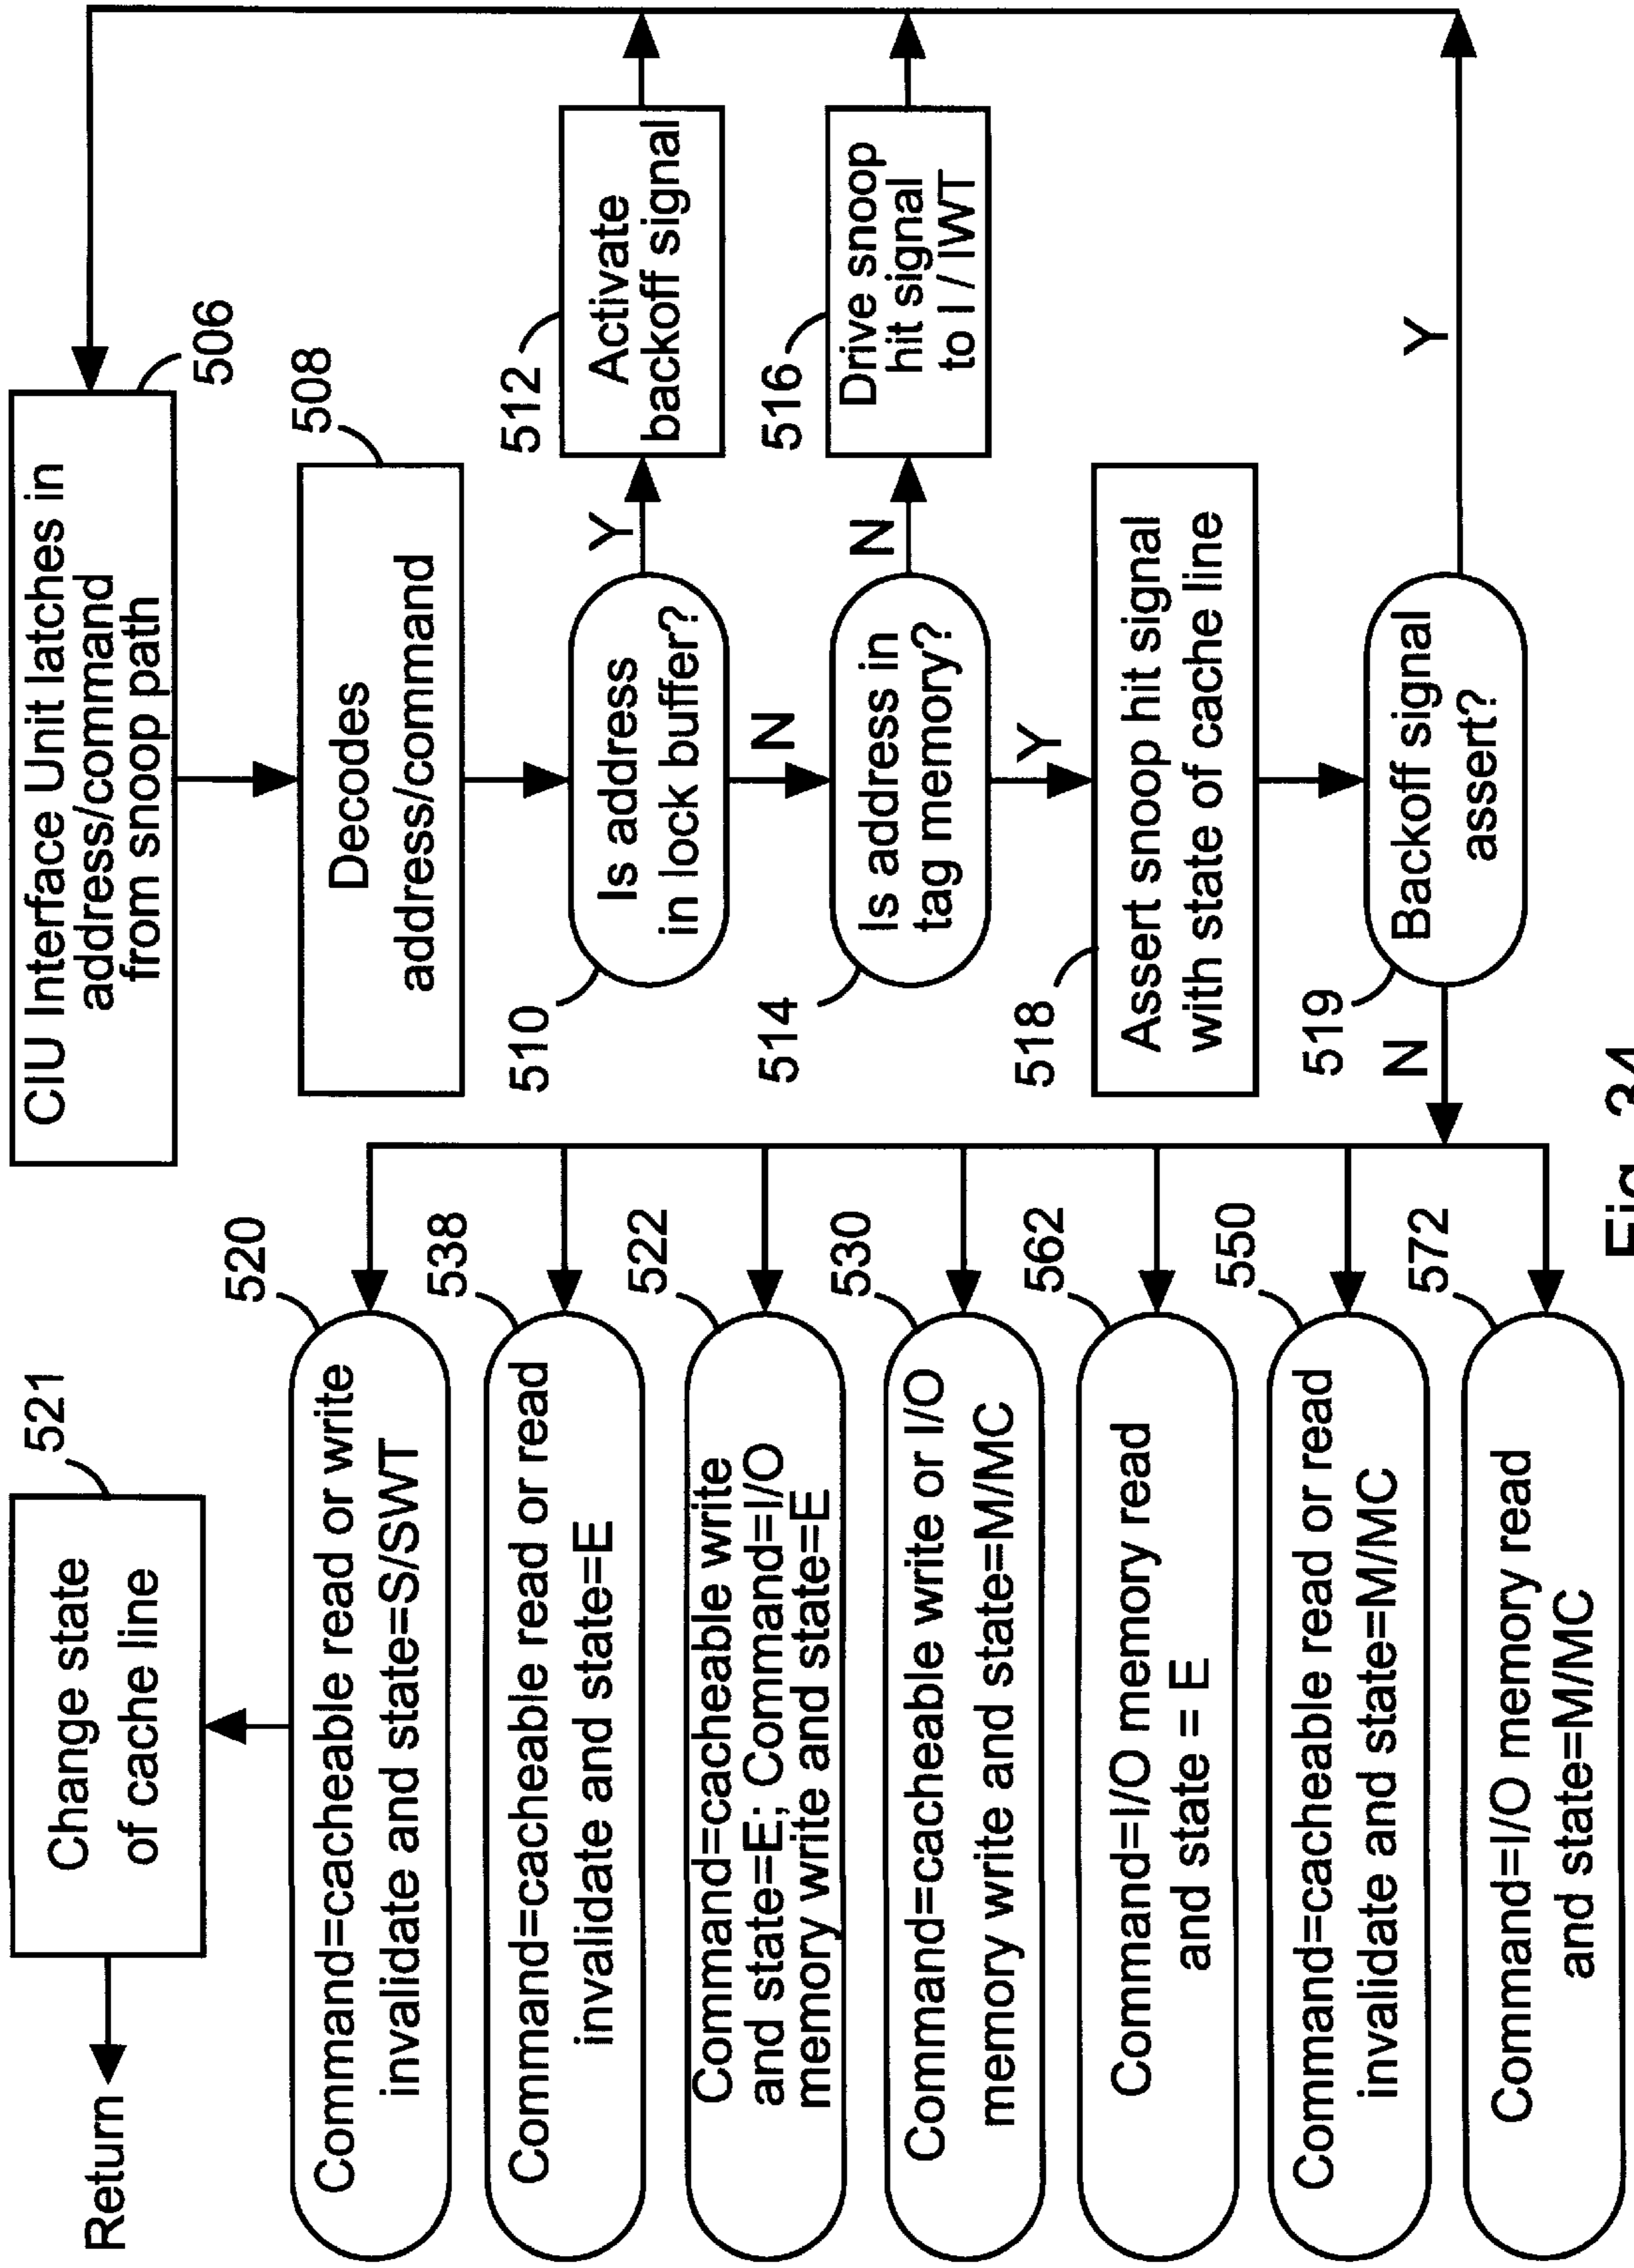 Return
Change state
of cache line
521
Command=cacheable read or write
invalidate and state=S/SWT
520
Command=cacheable read or read
invalidate and state=E
538
Command=cacheable write
and state=E; Command=I/O
memory write and state=E
522
Command=cacheable write or I/O
memory write and state=M/MC
530
Command=I/O memory read
and state = E
562
Command=cacheable read or read
invalidate and state=M/MC
550
Command=I/O memory read
and state=M/MC
572
CIU Interface Unit latches in
address/command
from snoop path
506
Decodes
address/command
508
Is address
in lock buffer?
510
Y
N
Activate
backoff signal
512
Is address in
tag memory?
514
N
Y
Drive snoop
hit signal
to I / IWT
516
Assert snoop hit signal
with state of cache line
518
Backoff signal
assert?
519
N
Y
Fig. 34